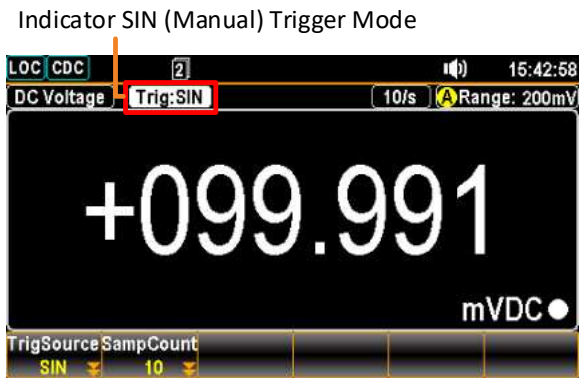 Indicator SIN (Manual) Trigger Mode
LOC CDC 2 15:42:58
DC Voltage Trig:SIN 10/s A Range: 200mV
+099.991
mVDC
TrigSource SampCount
SIN 10